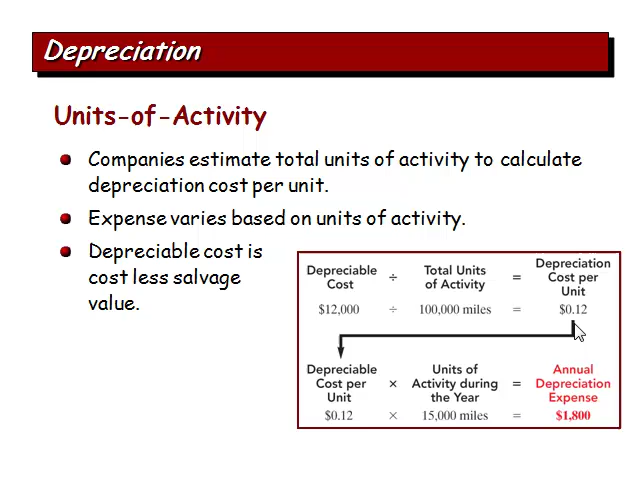 Depreciation
Units-of-Activity
Companies estimate total units of activity to calculate
depreciation cost per unit.
Expense varies based on units of activity.
Depreciable cost is
cost less salvage
value.
Depreciable
Cost
÷
Total Units
of Activity
=
Depreciation
Cost per
Unit
$12,000 ÷ 100,000 miles = $0.12
Depreciable
Cost per
Unit
×
Units of
Activity during
the Year
=
Annual
Depreciation
Expense
$0.12 × 15,000 miles = $1,800